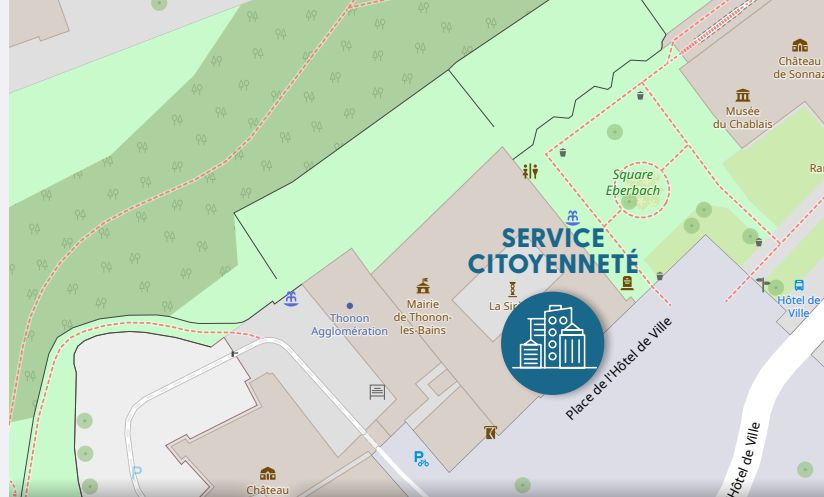 Château
de Sonnaz
Musée
du Chablais
Square
Eberbach
SERVICE
CITOYENNETÉ
Mairie
de Thonon-
les-Bains
La
Thonon
Agglomération
Hôtel de
Ville
Place de l'Hôtel de Ville
Hôtel de Ville
Château
P
P